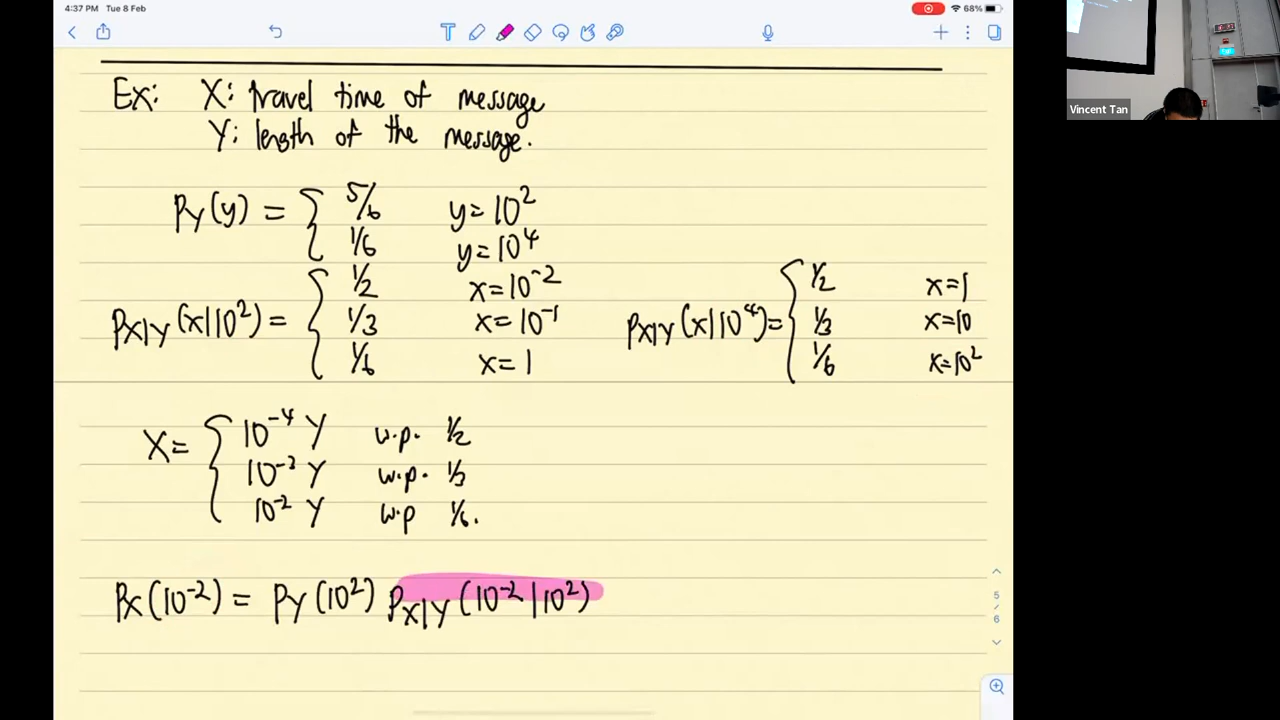 4:37 PM Tue 8 Feb
68%
Vincent Tan
Ex: X: travel time of message
Y: length of the message.
PY(y) = { 5/6 y=10^2
1/6 y=10^4
PX|Y(x|10^2) = { 1/2 x=10^-2
1/3 x=10^-1
1/6 x=1
PX|Y(x|10^4) = { 1/2 x=1
1/3 x=10
1/6 x=10^2
X = { 10^-4 Y w.p. 1/2
10^-3 Y w.p. 1/3
10^-2 Y w.p 1/6.
PX(10^-2) = PY(10^2) PX|Y(10^-2|10^2)
5
/
6